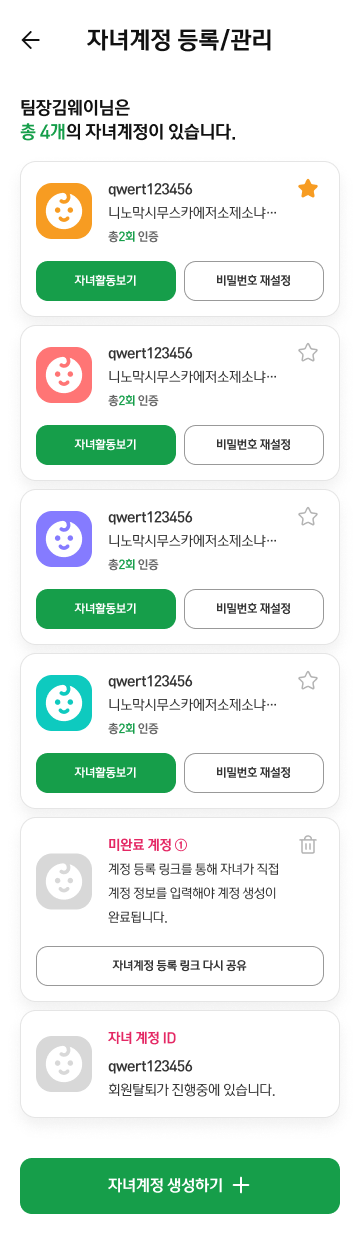 자녀계정 등록/관리
팀장김웨이님은
총 4개의 자녀계정이 있습니다.
qwert123456
니노막시무스카에저소제소냐…
총2회 인증
자녀활동보기 비밀번호 재설정
qwert123456
니노막시무스카에저소제소냐…
총2회 인증
자녀활동보기 비밀번호 재설정
qwert123456
니노막시무스카에저소제소냐…
총2회 인증
자녀활동보기 비밀번호 재설정
qwert123456
니노막시무스카에저소제소냐…
총2회 인증
자녀활동보기 비밀번호 재설정
미완료 계정 ①
계정 등록 링크를 통해 자녀가 직접
계정 정보를 입력해야 계정 생성이
완료됩니다.
자녀계정 등록 링크 다시 공유
자녀 계정 ID
qwert123456
회원탈퇴가 진행중에 있습니다.
자녀계정 생성하기